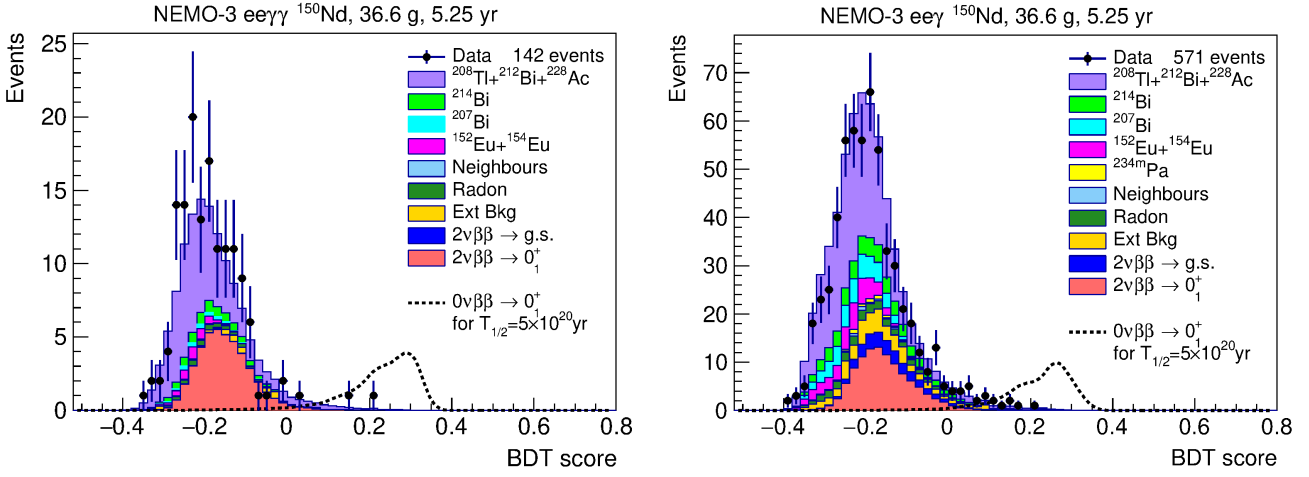 NEMO-3 eeγγ ¹⁵⁰Nd, 36.6 g, 5.25 yr
Events
25
20
15
10
5
0
Data 142 events
²⁰⁸Tl+²¹²Bi+²²⁸Ac
²¹⁴Bi
²⁰⁷Bi
¹⁵²Eu+¹⁵⁴Eu
Neighbours
Radon
Ext Bkg
2νββ → g.s.
2νββ → 0⁺₁
0νββ → 0⁺₁
for T₁/₂=5×10²⁰yr
−0.4 −0.2 0 0.2 0.4 0.6 0.8
BDT score
NEMO-3 eeγ ¹⁵⁰Nd, 36.6 g, 5.25 yr
Events
70
60
50
40
30
20
10
0
Data 571 events
²⁰⁸Tl+²¹²Bi+²²⁸Ac
²¹⁴Bi
²⁰⁷Bi
¹⁵²Eu+¹⁵⁴Eu
²³⁴ᵐPa
Neighbours
Radon
Ext Bkg
2νββ → g.s.
2νββ → 0⁺₁
0νββ → 0⁺₁
for T₁/₂=5×10²⁰yr
−0.4 −0.2 0 0.2 0.4 0.6 0.8
BDT score